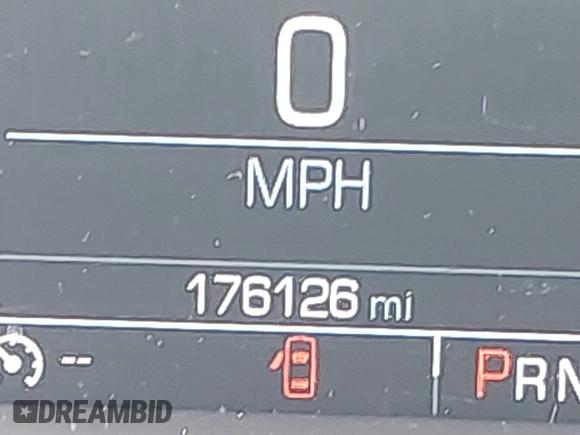 0
MPH
176126 mi
--
PRN
DREAMBID